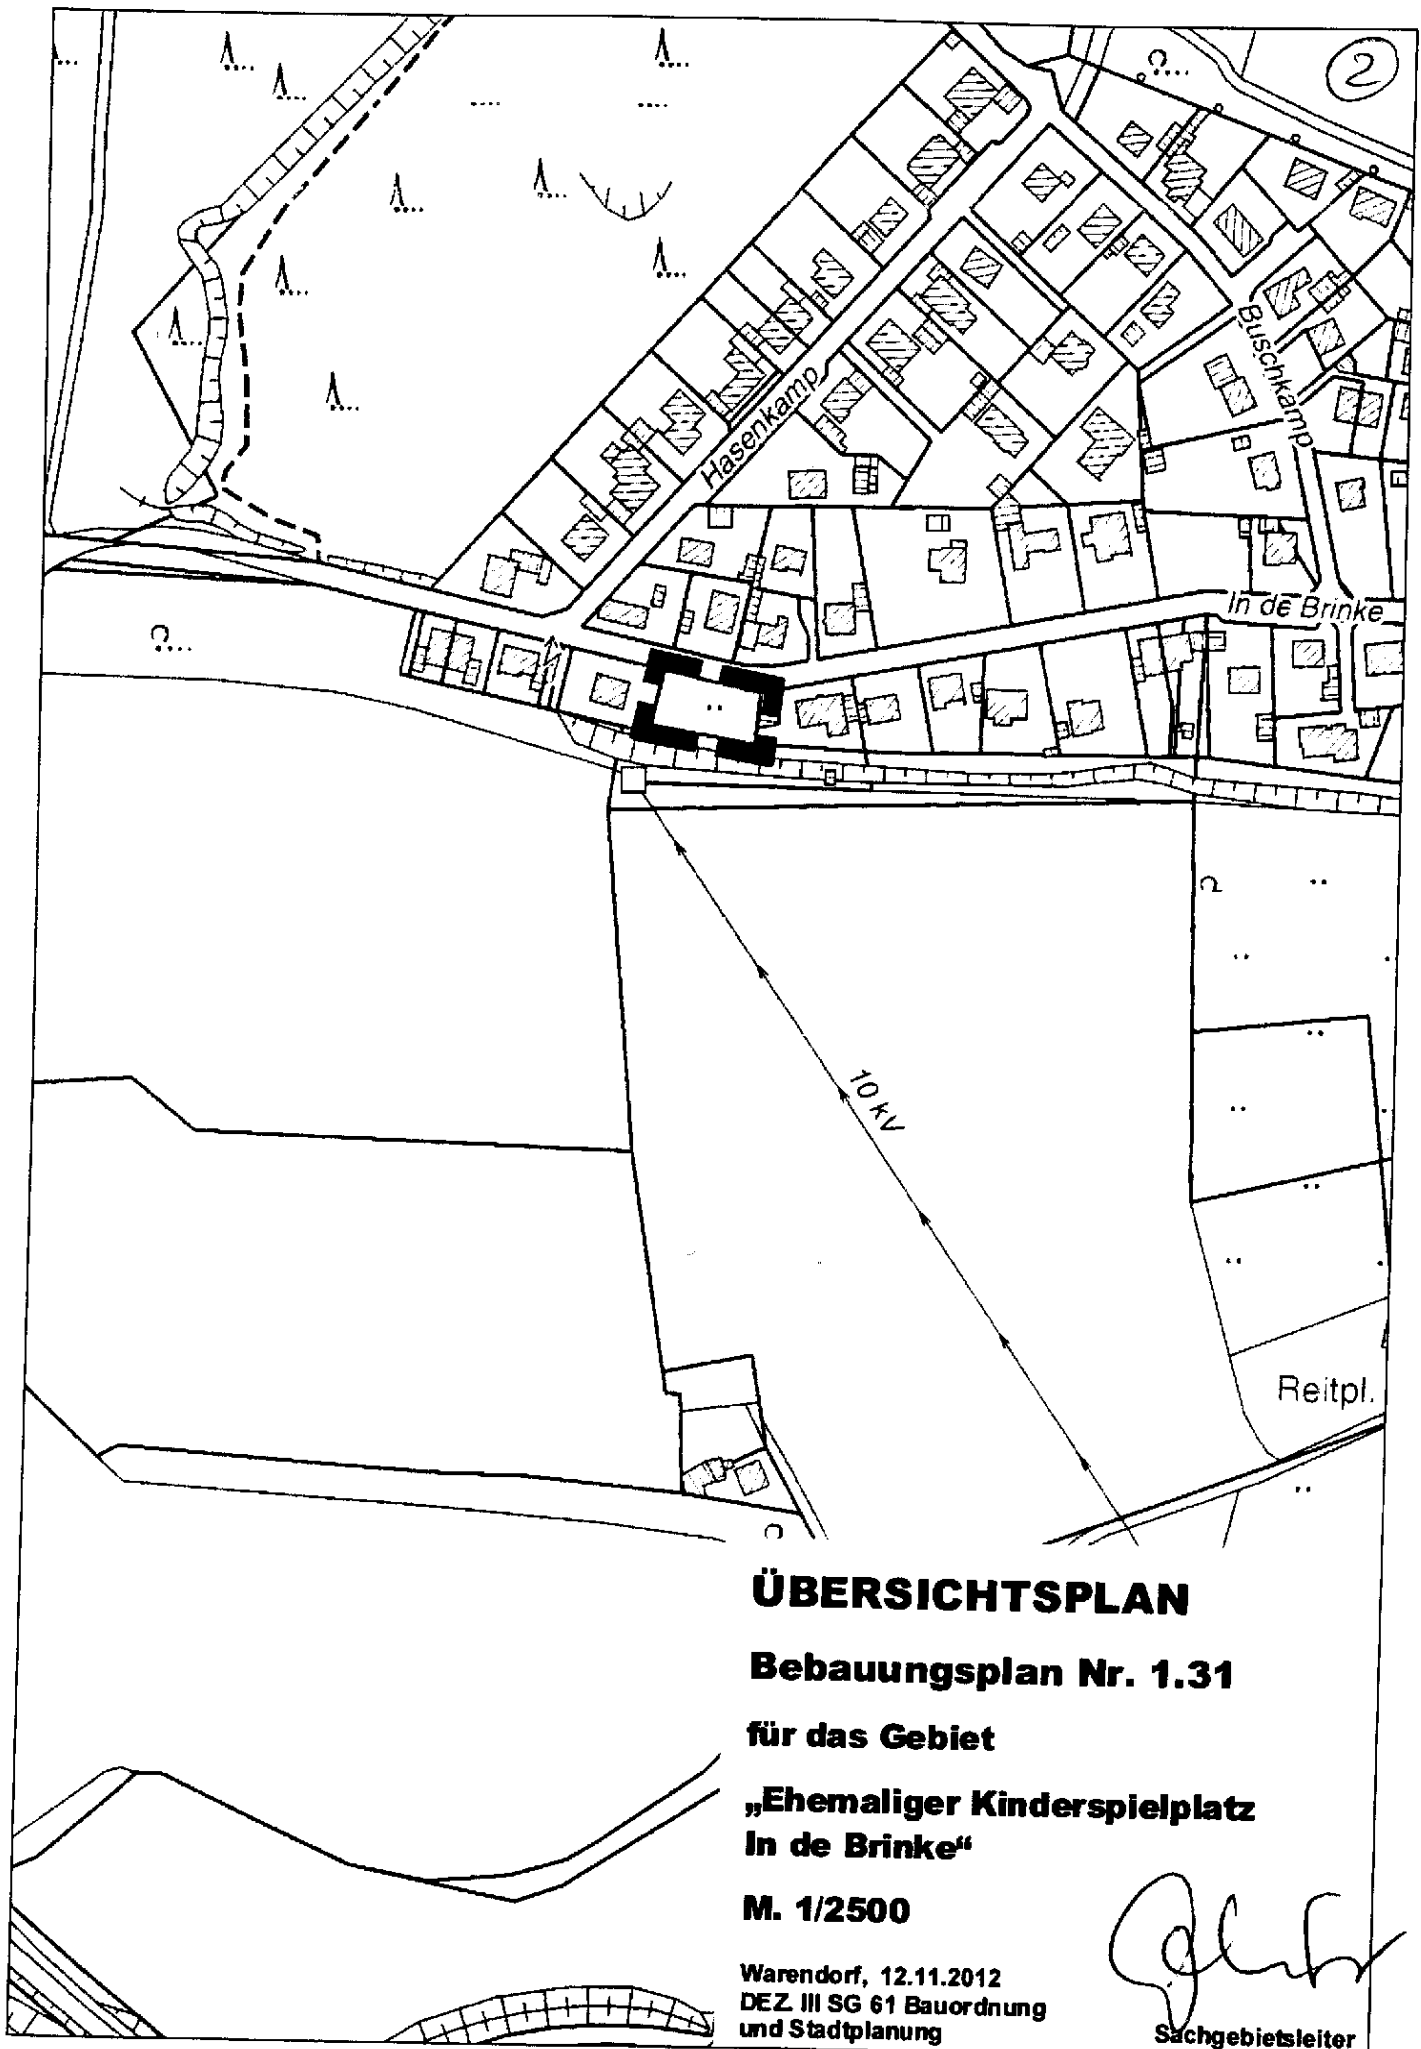 2
Hasenkamp
Buschkamp
In de Brinke
10 kV
Reitpl.
ÜBERSICHTSPLAN
Bebauungsplan Nr. 1.31
für das Gebiet
„Ehemaliger Kinderspielplatz
In de Brinke“
M. 1/2500
Warendorf, 12.11.2012
DEZ. III SG 61 Bauordnung
und Stadtplanung
Sachgebietsleiter